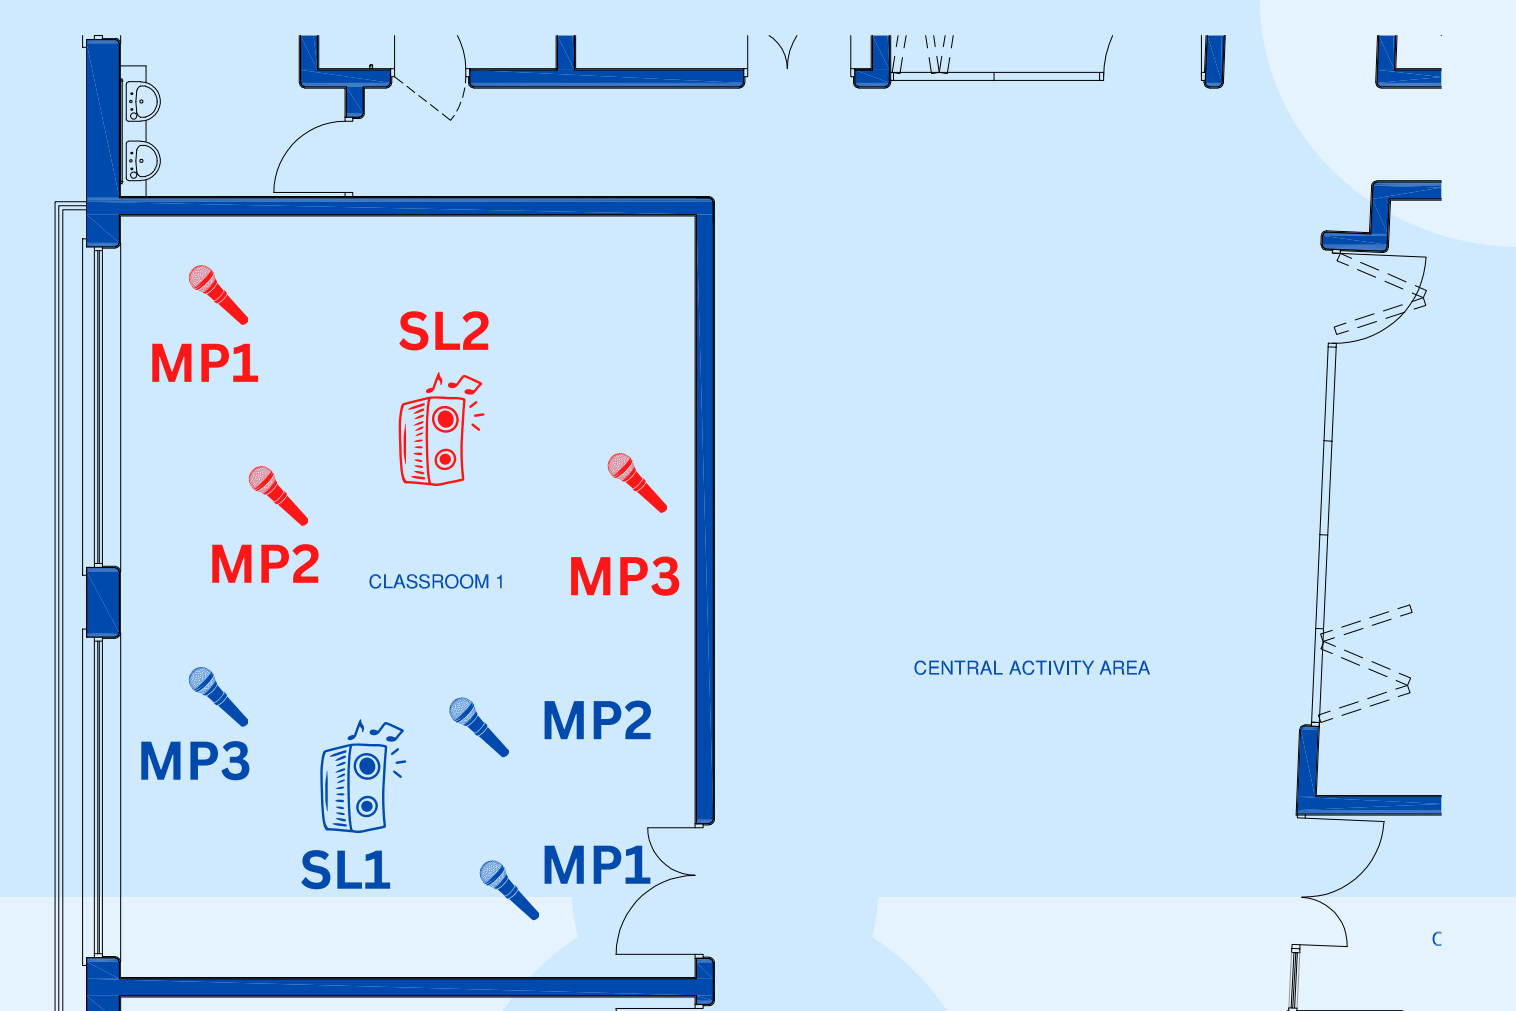 SL2
MP1
MP2
CLASSROOM 1
MP3
CENTRAL ACTIVITY AREA
MP3
MP2
SL1
MP1
C